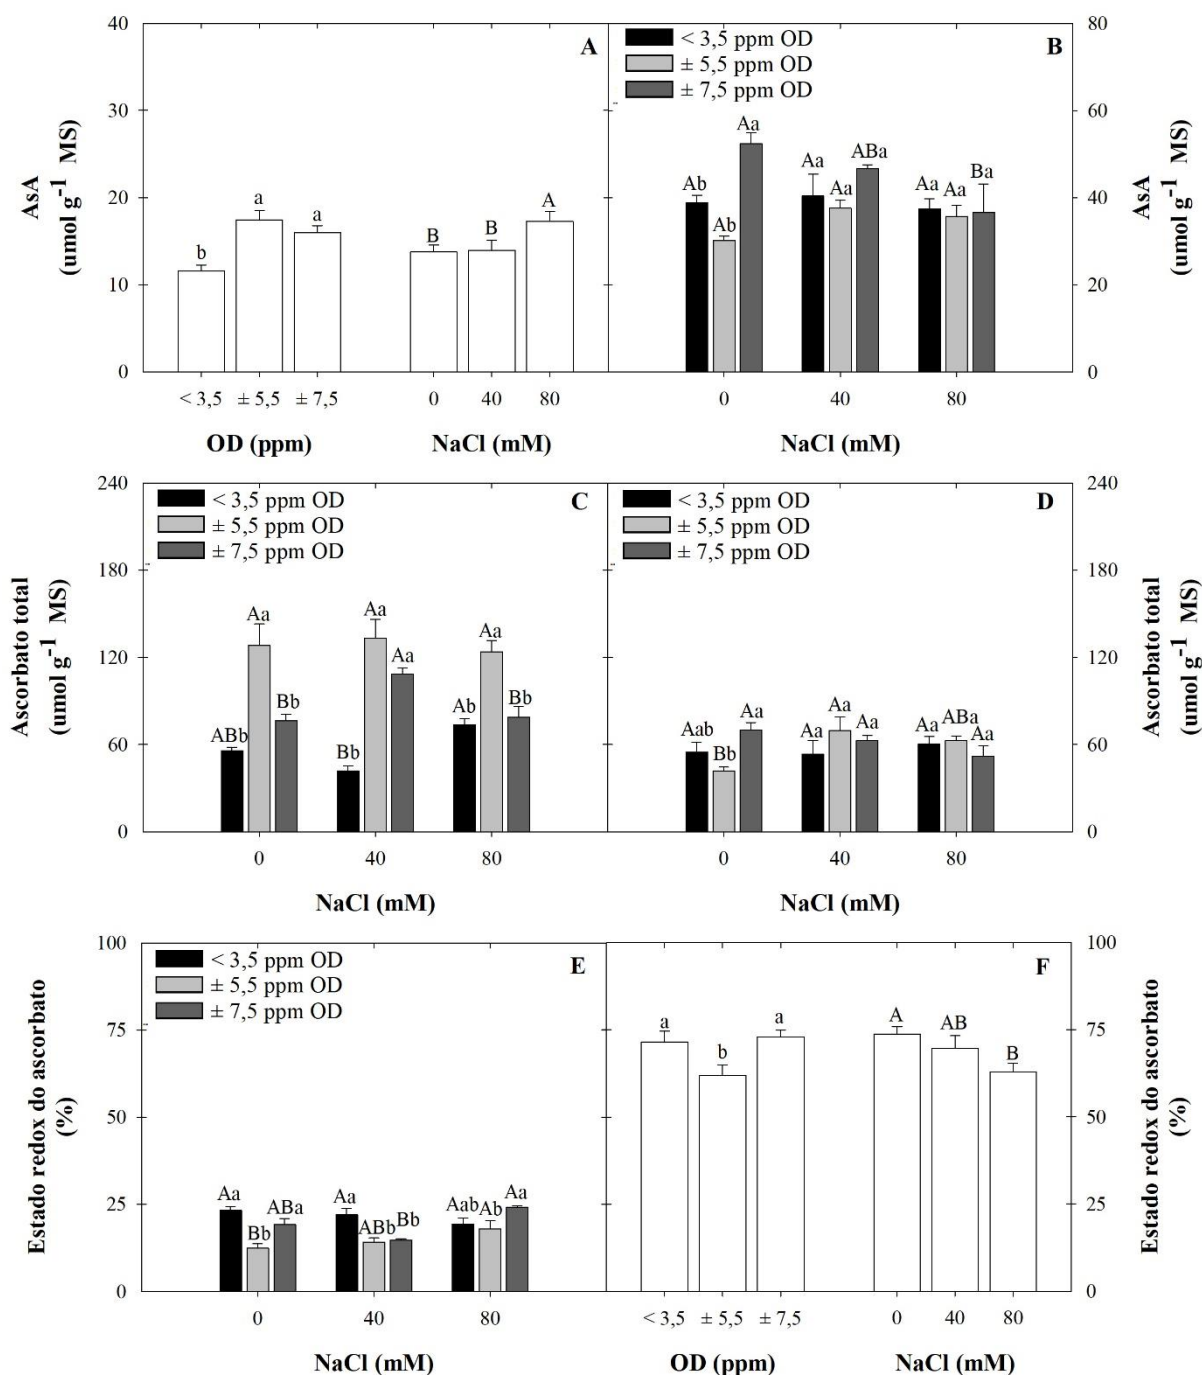 40
30
20
10
0
AsA
(umol g-1 MS)
A
b
a
a
B
B
A
< 3,5
± 5,5
± 7,5
0
40
80
OD (ppm)
NaCl (mM)
< 3,5 ppm OD
± 5,5 ppm OD
± 7,5 ppm OD
B
Ab
Ab
Aa
Aa
Aa
ABa
Aa
Aa
Ba
80
60
40
20
0
AsA
(umol g-1 MS)
0
40
80
NaCl (mM)
240
180
120
60
0
Ascorbato total
(umol g-1 MS)
< 3,5 ppm OD
± 5,5 ppm OD
± 7,5 ppm OD
C
ABb
Aa
Bb
Bb
Aa
Aa
Ab
Aa
Bb
0
40
80
NaCl (mM)
< 3,5 ppm OD
± 5,5 ppm OD
± 7,5 ppm OD
D
Aab
Bb
Aa
Aa
Aa
Aa
Aa
ABa
Aa
240
180
120
60
0
Ascorbato total
(umol g-1 MS)
0
40
80
NaCl (mM)
100
75
50
25
0
Estado redox do ascorbato
(%)
< 3,5 ppm OD
± 5,5 ppm OD
± 7,5 ppm OD
E
Aa
Bb
ABa
Aa
ABb
Bb
Aab
Ab
Aa
0
40
80
NaCl (mM)
F
a
b
a
A
AB
B
100
75
50
25
0
Estado redox do ascorbato
(%)
< 3,5
± 5,5
± 7,5
0
40
80
OD (ppm)
NaCl (mM)